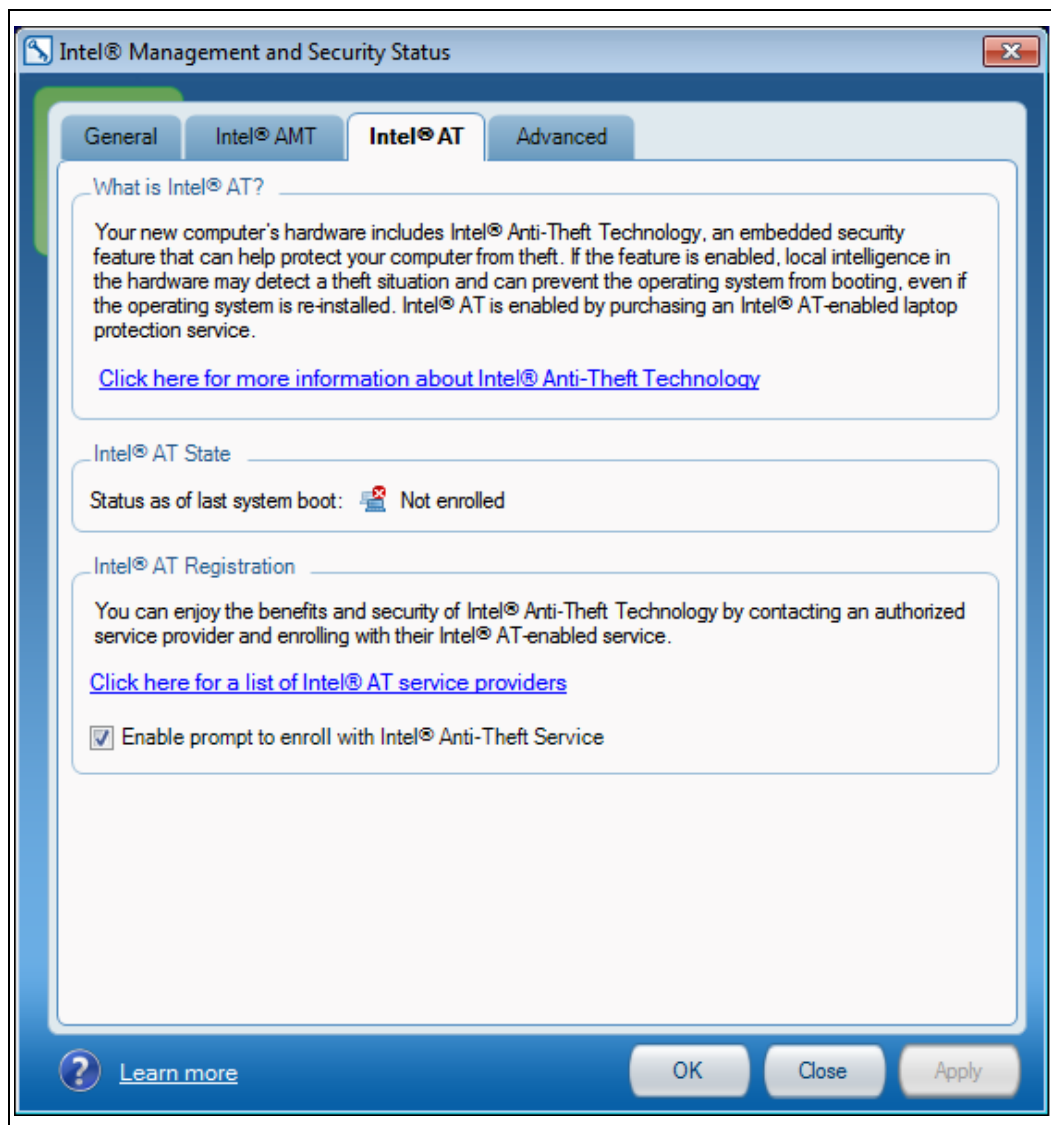 Intel® Management and Security Status
General
Intel® AMT
Intel® AT
Advanced
What is Intel® AT?
Your new computer's hardware includes Intel® Anti-Theft Technology, an embedded security
feature that can help protect your computer from theft. If the feature is enabled, local intelligence in
the hardware may detect a theft situation and can prevent the operating system from booting, even if
the operating system is re-installed. Intel® AT is enabled by purchasing an Intel® AT-enabled laptop
protection service.
Click here for more information about Intel® Anti-Theft Technology
Intel® AT State
Status as of last system boot: Not enrolled
Intel® AT Registration
You can enjoy the benefits and security of Intel® Anti-Theft Technology by contacting an authorized
service provider and enrolling with their Intel® AT-enabled service.
Click here for a list of Intel® AT service providers
Enable prompt to enroll with Intel® Anti-Theft Service
? Learn more
OK
Close
Apply